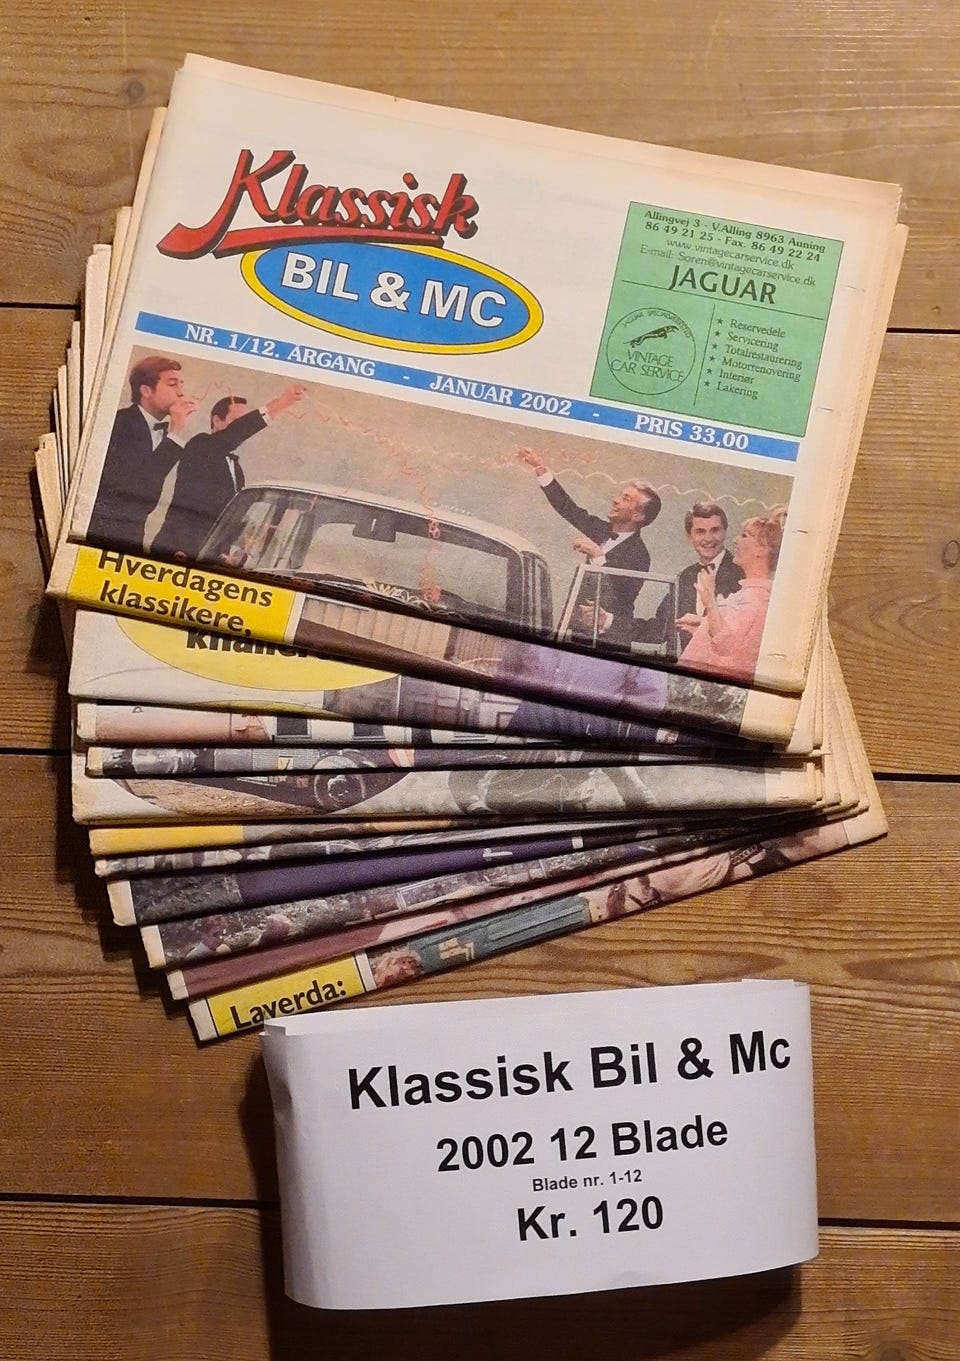 Klassisk
BIL & MC
Allingvej 3 - V.Alling 8963 Auning
86 49 21 25 - Fax. 86 49 22 24
www.vintagecarservice.dk
E-mail: Soren@vintagecarservice.dk
JAGUAR
JAGUAR
VINTAGE
CAR SERVICE
★ Reservedele
★ Servicering
★ Totalrestaurering
★ Motorrenovering
★ Interiør
★ Lakering
NR. 1/12. ÅRGANG - JANUAR 2002 - PRIS 33,00
Hverdagens
klassikere,
Laverda:
Klassisk Bil & Mc
2002 12 Blade
Blade nr. 1-12
Kr. 120